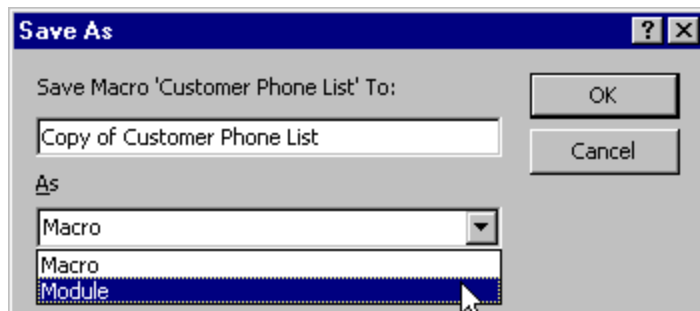 Save As
Save Macro 'Customer Phone List' To:
OK
Copy of Customer Phone List
Cancel
As
Macro
Macro
Module